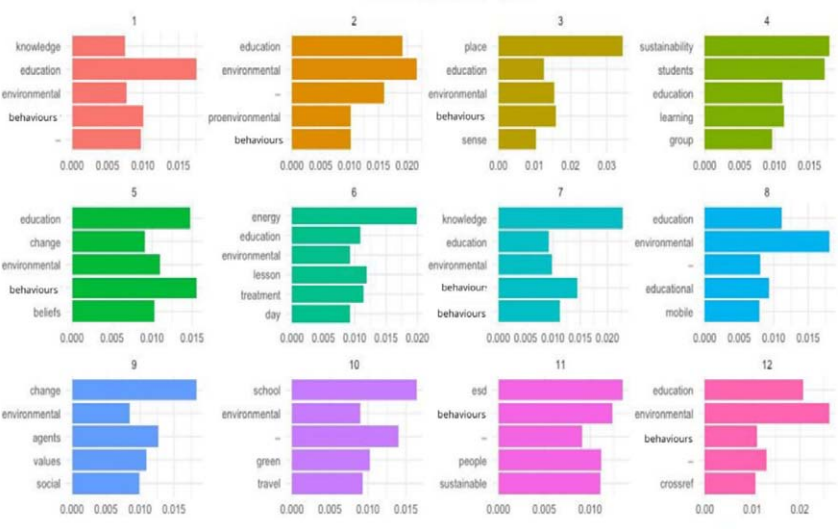 1
knowledge
education
environmental
behaviours
–
0.000 0.005 0.010 0.015
2
education
environmental
–
proenvironmental
behaviours
0.000 0.005 0.010 0.015 0.020
3
place
education
environmental
behaviours
sense
0.00 0.01 0.02 0.03
4
sustainability
students
education
learning
group
0.000 0.005 0.010 0.015
5
education
change
environmental
behaviours
beliefs
0.000 0.005 0.010 0.015
6
energy
education
environmental
lesson
treatment
day
0.000 0.005 0.010 0.015 0.020
7
knowledge
education
environmental
behaviour
behaviours
0.000 0.005 0.010 0.015 0.020
8
education
environmental
–
educational
mobile
0.000 0.005 0.010 0.015
9
change
environmental
agents
values
social
0.000 0.005 0.010 0.015
10
school
environmental
–
green
travel
0.000 0.005 0.010 0.015
11
esd
behaviours
–
people
sustainable
0.000 0.005 0.010
12
education
environmental
behaviours
–
crossref
0.00 0.01 0.02